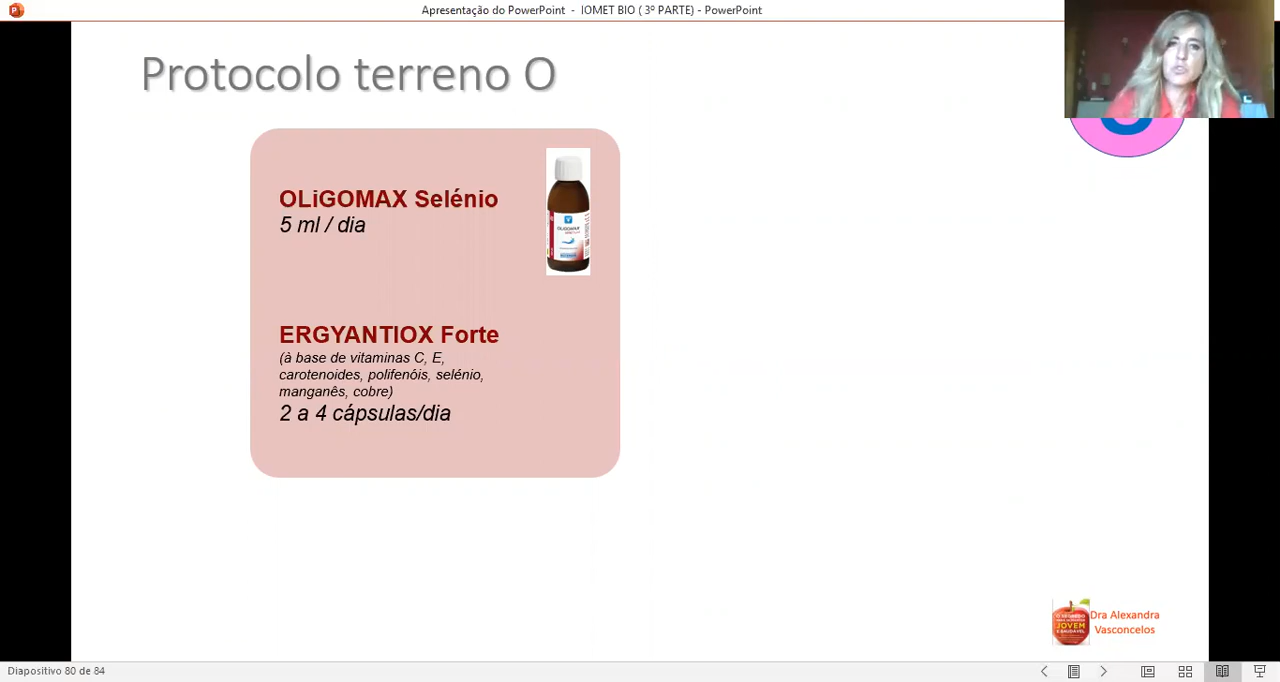 Apresentação do PowerPoint - IOMET BIO ( 3º PARTE) - PowerPoint
Protocolo terreno O
OLiGOMAX Selénio
5 ml / dia
ERGYANTIOX Forte
(à base de vitaminas C, E,
carotenoides, polifenóis, selénio,
manganês, cobre)
2 a 4 cápsulas/dia
JOVEM
Dra Alexandra
Vasconcelos
Diapositivo 80 de 84